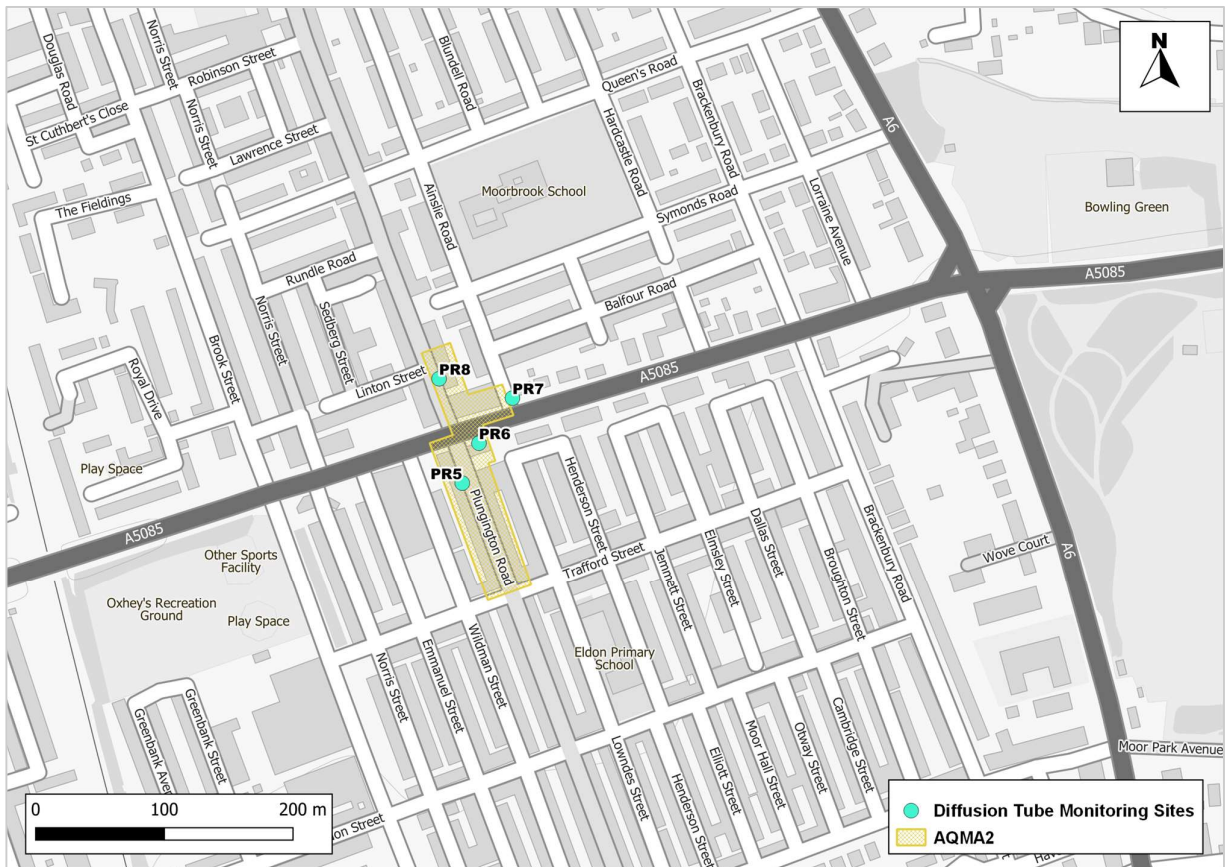 Douglas Road
Norris Street
Norris Street
Robinson Street
St Cuthbert's Close
Lawrence Street
Blundell Road
Queen's Road
Hardcastle Road
Brackenbury Road
A6
N
The Fieldings
Ainslie Road
Moorbrook School
Symonds Road
Lorraine Avenue
Bowling Green
Rundle Road
Sedberg Street
Norris Street
Brook Street
Balfour Road
A5085
Royal Drive
Linton Street
PR8
PR7
A5085
PR6
PR5
Plungington Road
Play Space
A5085
Other Sports
Facility
Oxhey's Recreation
Ground
Play Space
Henderson Street
Trafford Street
Jemmett Street
Elmsley Street
Dallas Street
Broughton Street
Brackenbury Road
Wove Court
A6
Eldon Primary
School
Norris Street
Emmanuel Street
Wildman Street
Greenbank Street
Lowndes Street
Henderson Street
Elliott Street
Moor Hall Street
Otway Street
Cambridge Street
Moor Park Avenue
0 100 200 m
Diffusion Tube Monitoring Sites
AQMA2